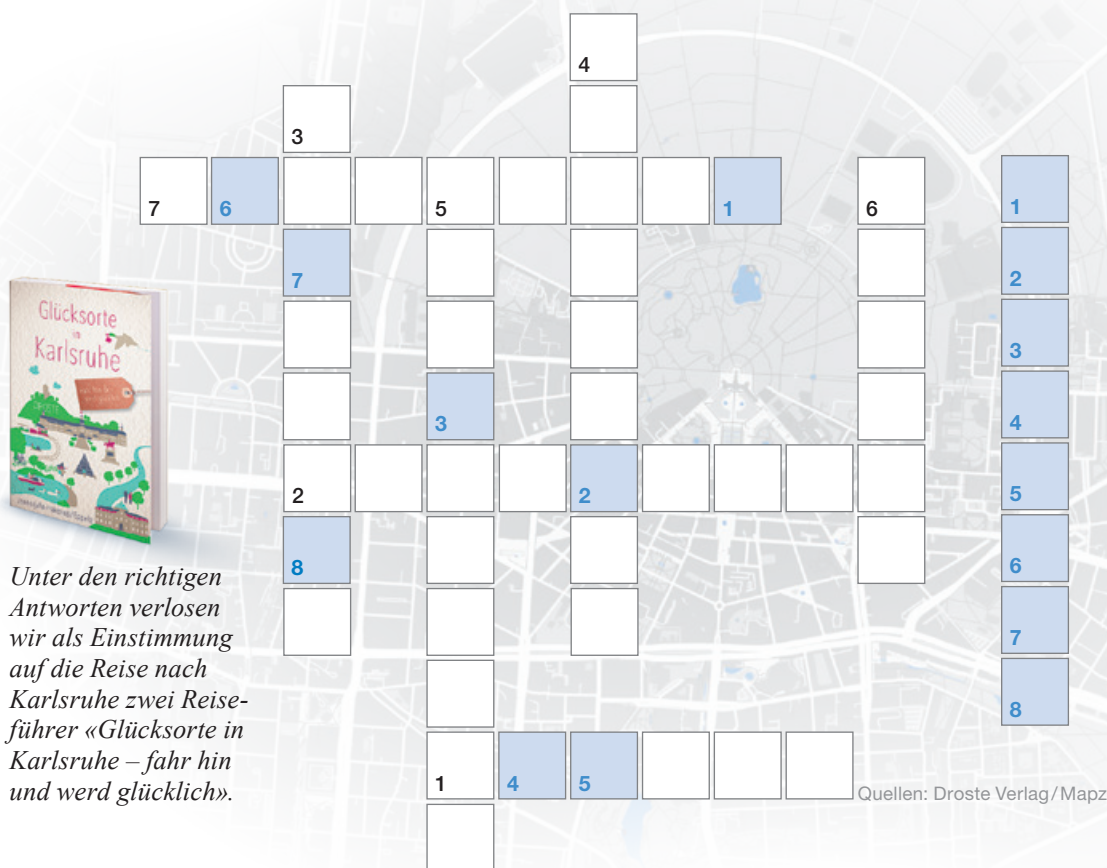 4
3
7 6 5 1 6 1
7 2
3
3 4
2 2 5
8 6
7
8
1 4 5
Glücksorte
in
Karlsruhe
Unter den richtigen
Antworten verlosen
wir als Einstimmung
auf die Reise nach
Karlsruhe zwei Reise-
führer «Glücksorte in
Karlsruhe – fahr hin
und werd glücklich».
Quellen: Droste Verlag/Mapz